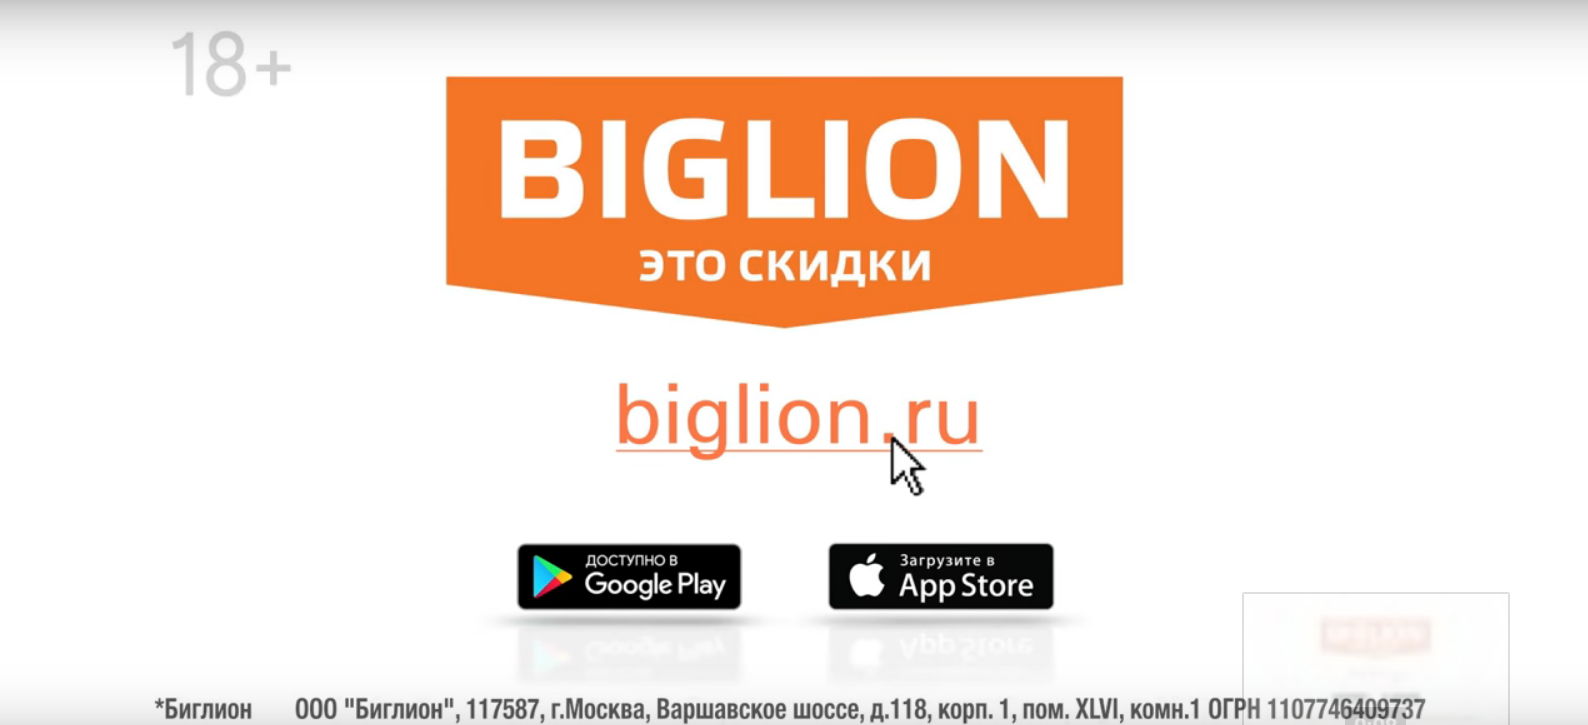 18+
BIGLION
ЭТО СКИДКИ
biglion.ru
ДОСТУПНО В
Google Play
Загрузите в
App Store
*Биглион ООО "Биглион", 117587, г.Москва, Варшавское шоссе, д.118, корп. 1, пом. XLVI, комн.1 ОГРН 1107746409737